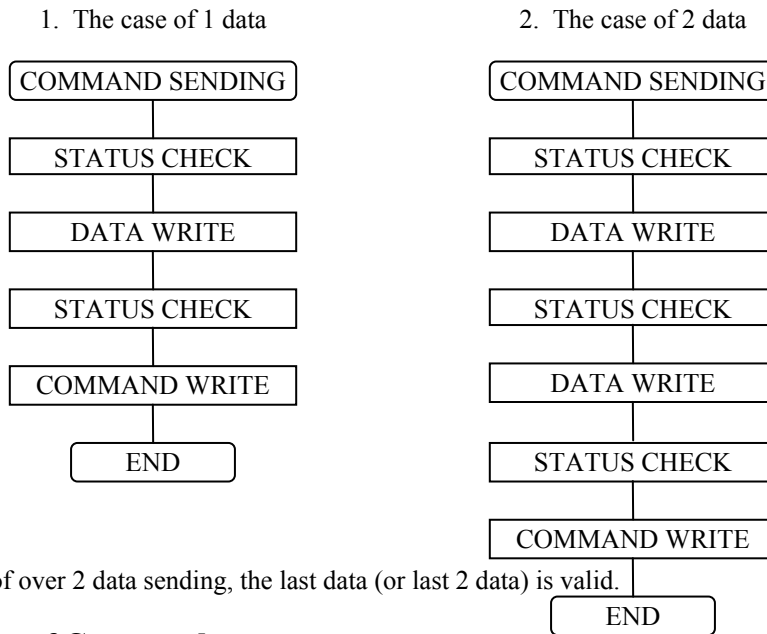 1. The case of 1 data
COMMAND SENDING
STATUS CHECK
DATA WRITE
STATUS CHECK
COMMAND WRITE
END
2. The case of 2 data
COMMAND SENDING
STATUS CHECK
DATA WRITE
STATUS CHECK
DATA WRITE
STATUS CHECK
COMMAND WRITE
END
of over 2 data sending, the last data (or last 2 data) is valid.